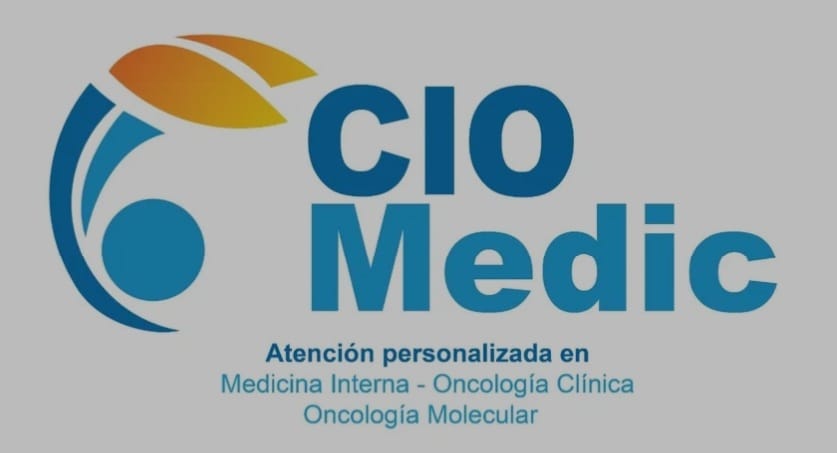 CIO
Medic
Atención personalizada en
Medicina Interna - Oncología Clínica
Oncología Molecular